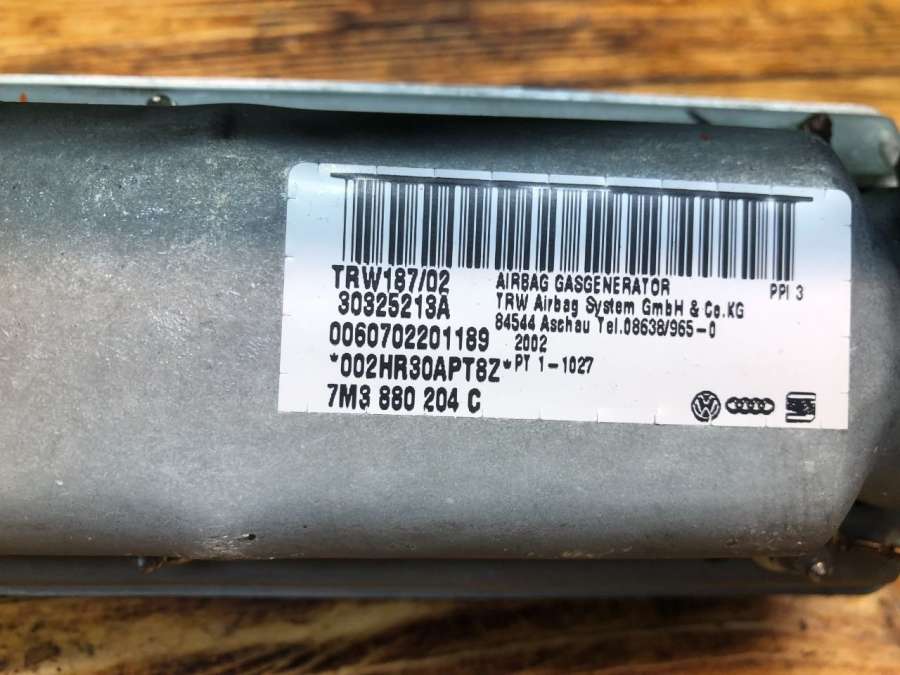 TRW187/02
30325213A
0060702201189
*002HR30APT8Z*
7M3 880 204 C
AIRBAG GASGENERATOR
PPI 3
TRW Airbag System GmbH & Co.KG
84544 Aschau Tel.08638/965-0
2002
PT 1-1027